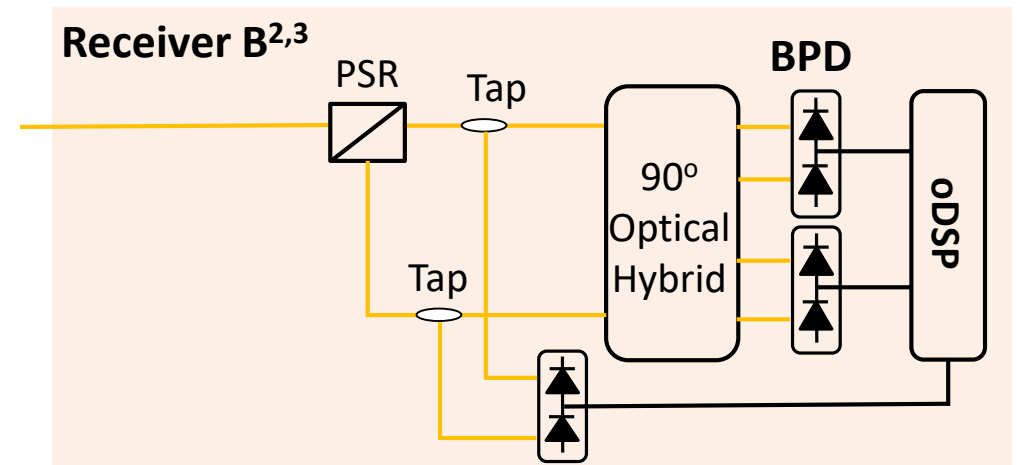 Receiver B2,3
PSR
Tap
BPD
90o
Optical
Hybrid
oDSP
Tap